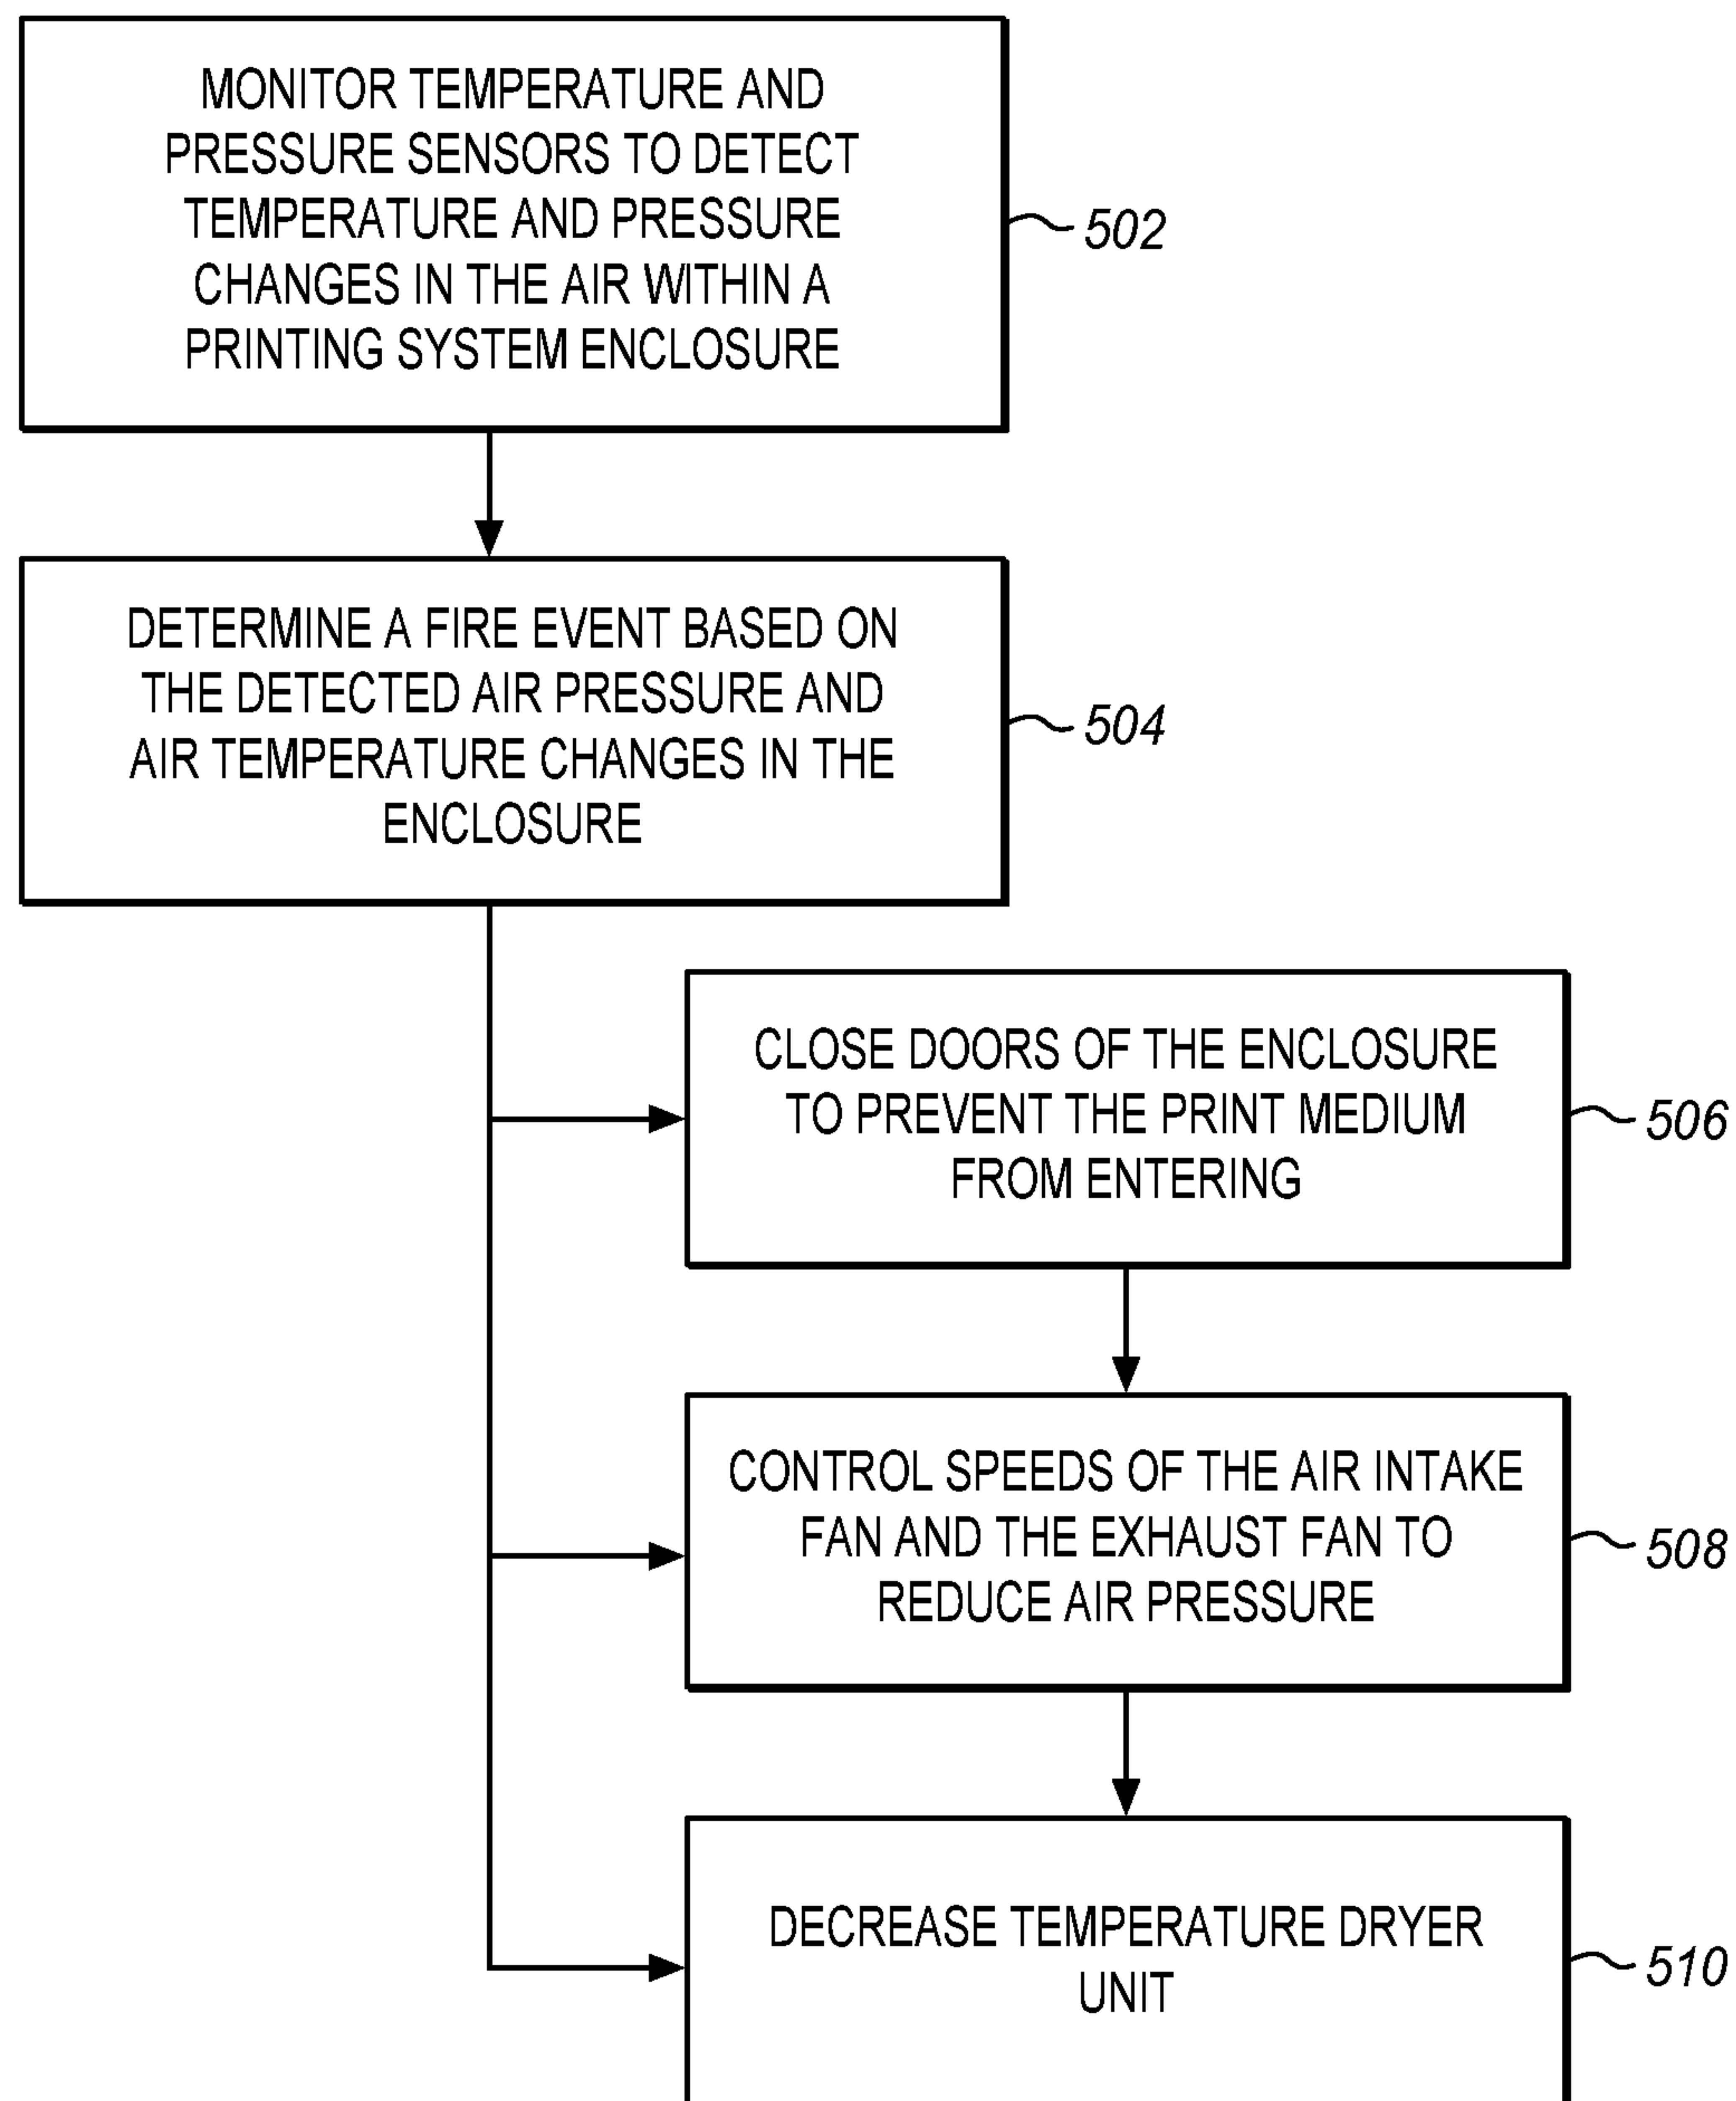 MONITOR TEMPERATURE AND
PRESSURE SENSORS TO DETECT
TEMPERATURE AND PRESSURE
CHANGES IN THE AIR WITHIN A
PRINTING SYSTEM ENCLOSURE
502
DETERMINE A FIRE EVENT BASED ON
THE DETECTED AIR PRESSURE AND
AIR TEMPERATURE CHANGES IN THE
ENCLOSURE
504
CLOSE DOORS OF THE ENCLOSURE
TO PREVENT THE PRINT MEDIUM
FROM ENTERING
506
CONTROL SPEEDS OF THE AIR INTAKE
FAN AND THE EXHAUST FAN TO
REDUCE AIR PRESSURE
508
DECREASE TEMPERATURE DRYER
UNIT
510